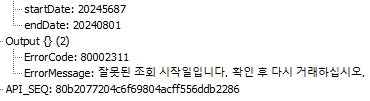 startDate: 20245687
endDate: 20240801
Output {} (2)
ErrorCode: 80002311
ErrorMessage: 잘못된 조회 시작일입니다. 확인 후 다시 거래하십시오.
API_SEQ: 80b2077204c6f69804acff556ddb2286